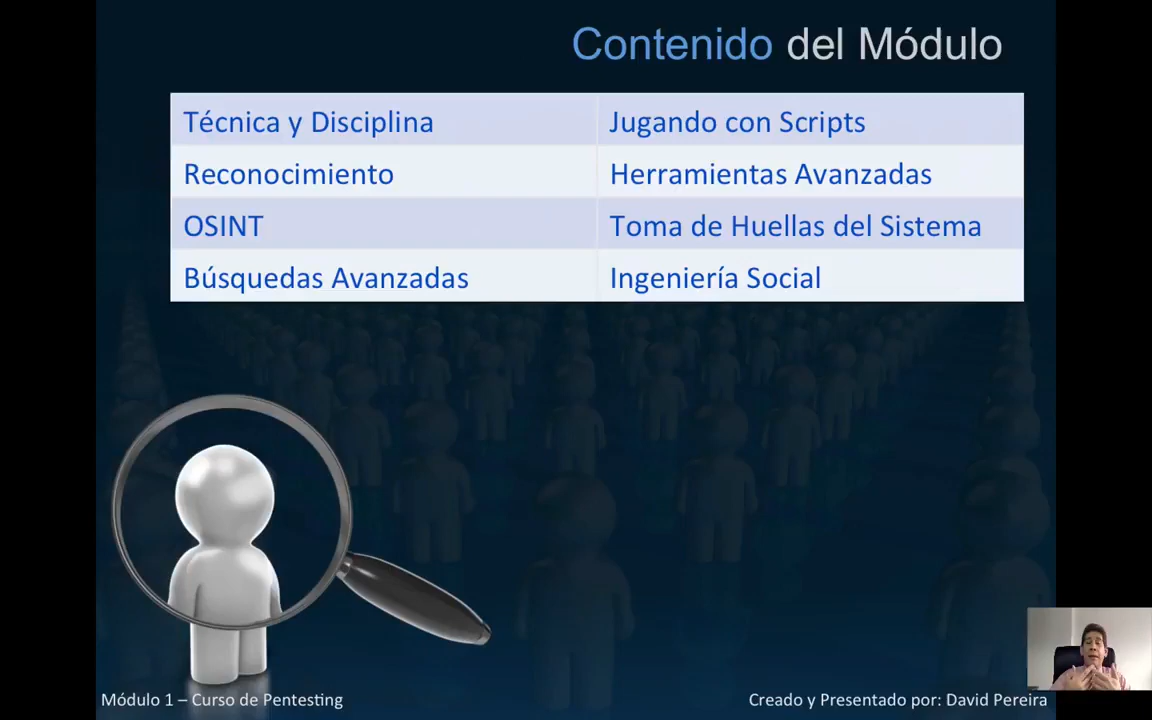 Contenido del Módulo
Técnica y Disciplina
Jugando con Scripts
Reconocimiento
Herramientas Avanzadas
OSINT
Toma de Huellas del Sistema
Búsquedas Avanzadas
Ingeniería Social
Módulo 1 – Curso de Pentesting
Creado y Presentado por: David Pereira